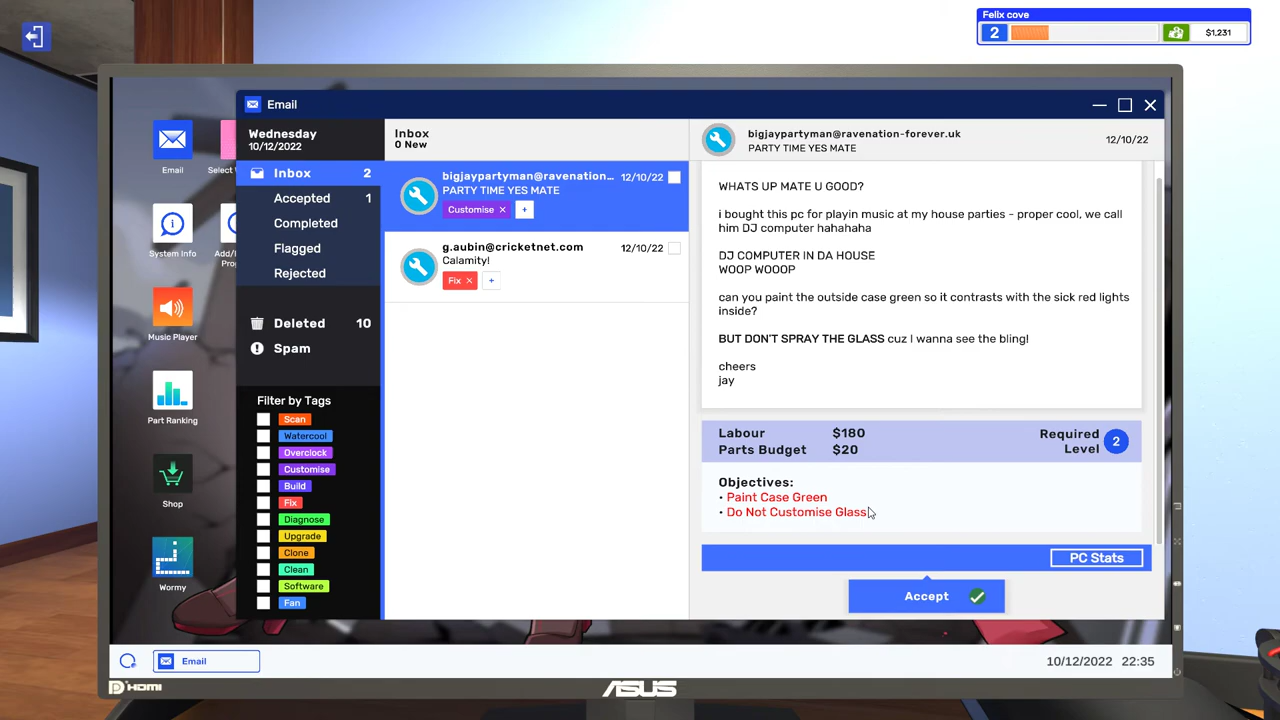 Felix cove
2
$1,231
Email
Select
System Info
Add/
Pro
Music Player
Part Ranking
Shop
Wormy
Email
Wednesday
10/12/2022
Inbox 2
Accepted 1
Completed
Flagged
Rejected
Deleted 10
Spam
Filter by Tags
Scan
Watercool
Overclock
Customise
Build
Fix
Diagnose
Upgrade
Clone
Clean
Software
Fan
Inbox
0 New
bigjaypartyman@ravenation... 12/10/22
PARTY TIME YES MATE
Customise × +
g.aubin@cricketnet.com 12/10/22
Calamity!
Fix × +
bigjaypartyman@ravenation-forever.uk 12/10/22
PARTY TIME YES MATE
WHATS UP MATE U GOOD?
i bought this pc for playin music at my house parties - proper cool, we call
him DJ computer hahahaha
DJ COMPUTER IN DA HOUSE
WOOP WOOOP
can you paint the outside case green so it contrasts with the sick red lights
inside?
BUT DON'T SPRAY THE GLASS cuz I wanna see the bling!
cheers
jay
Labour $180
Parts Budget $20
Required
Level 2
Objectives:
• Paint Case Green
• Do Not Customise Glass
PC Stats
Accept
Email
10/12/2022 22:35
HDMI
ASUS